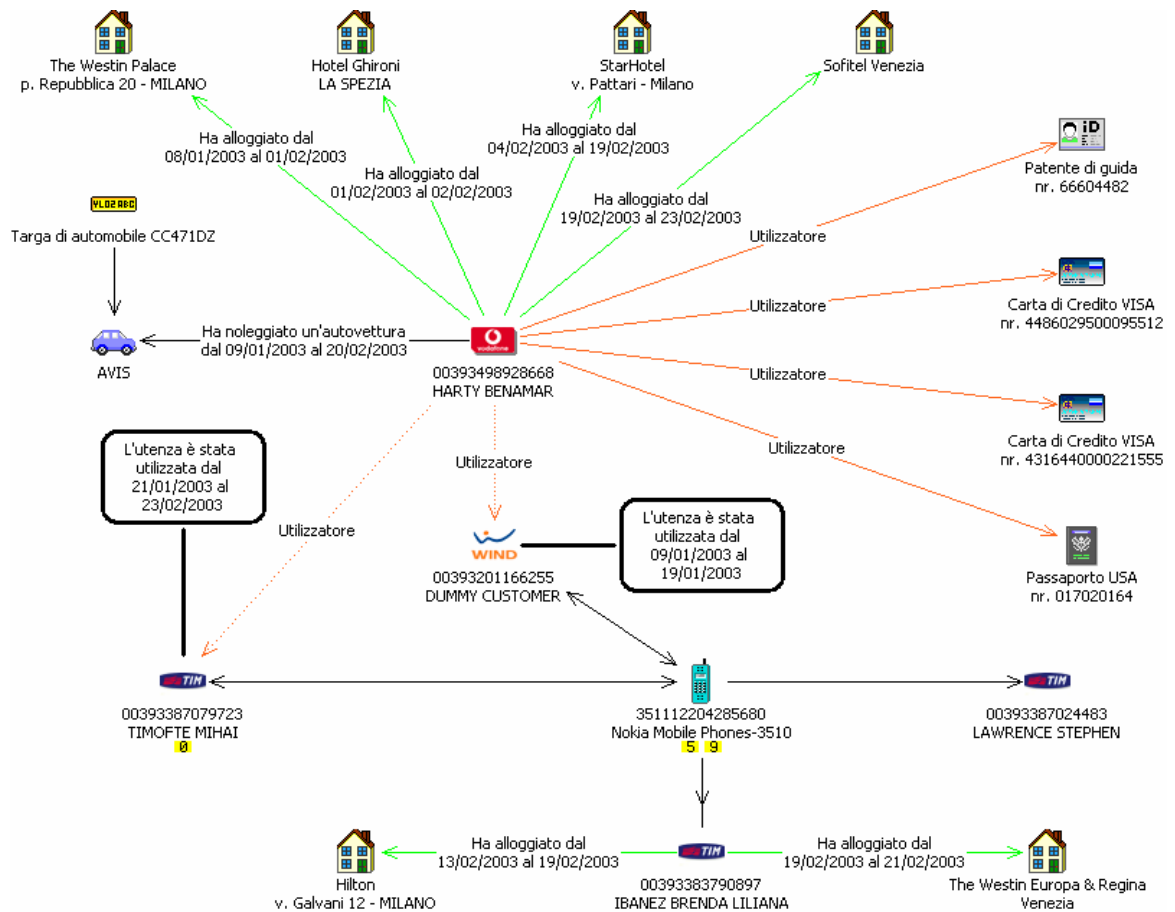 The Westin Palace
p. Repubblica 20 - MILANO
Hotel Ghironi
LA SPEZIA
StarHotel
v. Pattari - Milano
Sofitel Venezia
Ha alloggiato dal
08/01/2003 al 01/02/2003
Ha alloggiato dal
01/02/2003 al 02/02/2003
Ha alloggiato dal
04/02/2003 al 19/02/2003
Ha alloggiato dal
19/02/2003 al 23/02/2003
iD
Patente di guida
nr. 66604482
YL02ABC
Targa di automobile CC471DZ
Utilizzatore
Utilizzatore
Carta di Credito VISA
nr. 4486029500095512
Ha noleggiato un'autovettura
dal 09/01/2003 al 20/02/2003
AVIS
vodafone
00393498928668
HARTY BENAMAR
Utilizzatore
Carta di Credito VISA
nr. 4316440000221555
L'utenza è stata
utilizzata dal
21/01/2003 al
23/02/2003
Utilizzatore
Utilizzatore
Utilizzatore
WIND
00393201166255
DUMMY CUSTOMER
L'utenza è stata
utilizzata dal
09/01/2003 al
19/01/2003
Passaporto USA
nr. 017020164
TIM
00393387079723
TIMOFTE MIHAI
0
351112204285680
Nokia Mobile Phones-3510
5 9
TIM
00393387024483
LAWRENCE STEPHEN
Ha alloggiato dal
13/02/2003 al 19/02/2003
TIM
Ha alloggiato dal
19/02/2003 al 21/02/2003
Hilton
v. Galvani 12 - MILANO
00393383790897
IBANEZ BRENDA LILIANA
The Westin Europa & Regina
Venezia